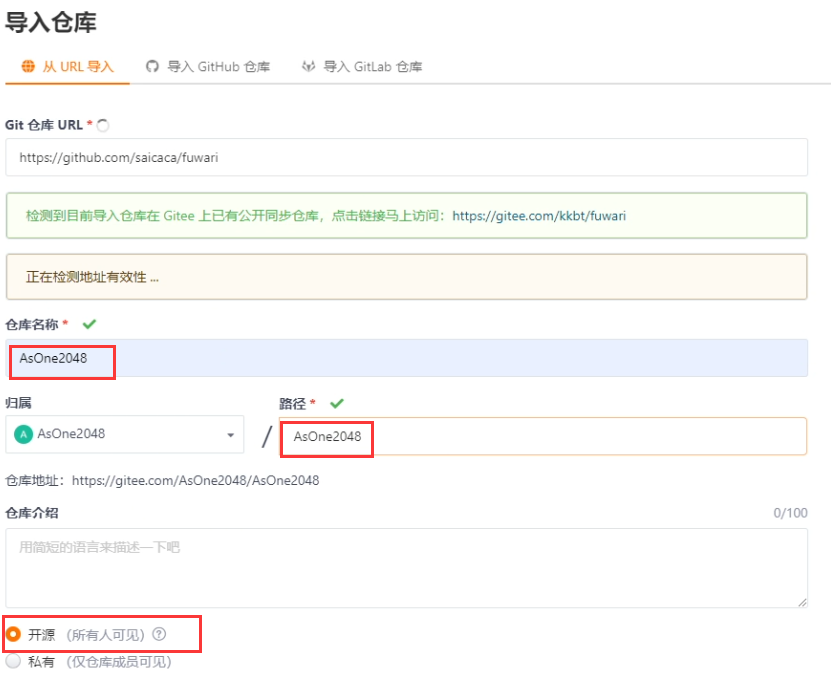 导入仓库
从 URL 导入 导入 GitHub 仓库 导入 GitLab 仓库
Git 仓库 URL *
https://github.com/saicaca/fuwari
检测到目前导入仓库在 Gitee 上已有公开同步仓库，点击链接马上访问：https://gitee.com/kkbt/fuwari
正在检测地址有效性 ...
仓库名称 *
AsOne2048
归属 路径 *
A AsOne2048 / AsOne2048
仓库地址：https://gitee.com/AsOne2048/AsOne2048
仓库介绍 0/100
用简短的语言来描述一下吧
开源 （所有人可见） ?
私有 （仅仓库成员可见）